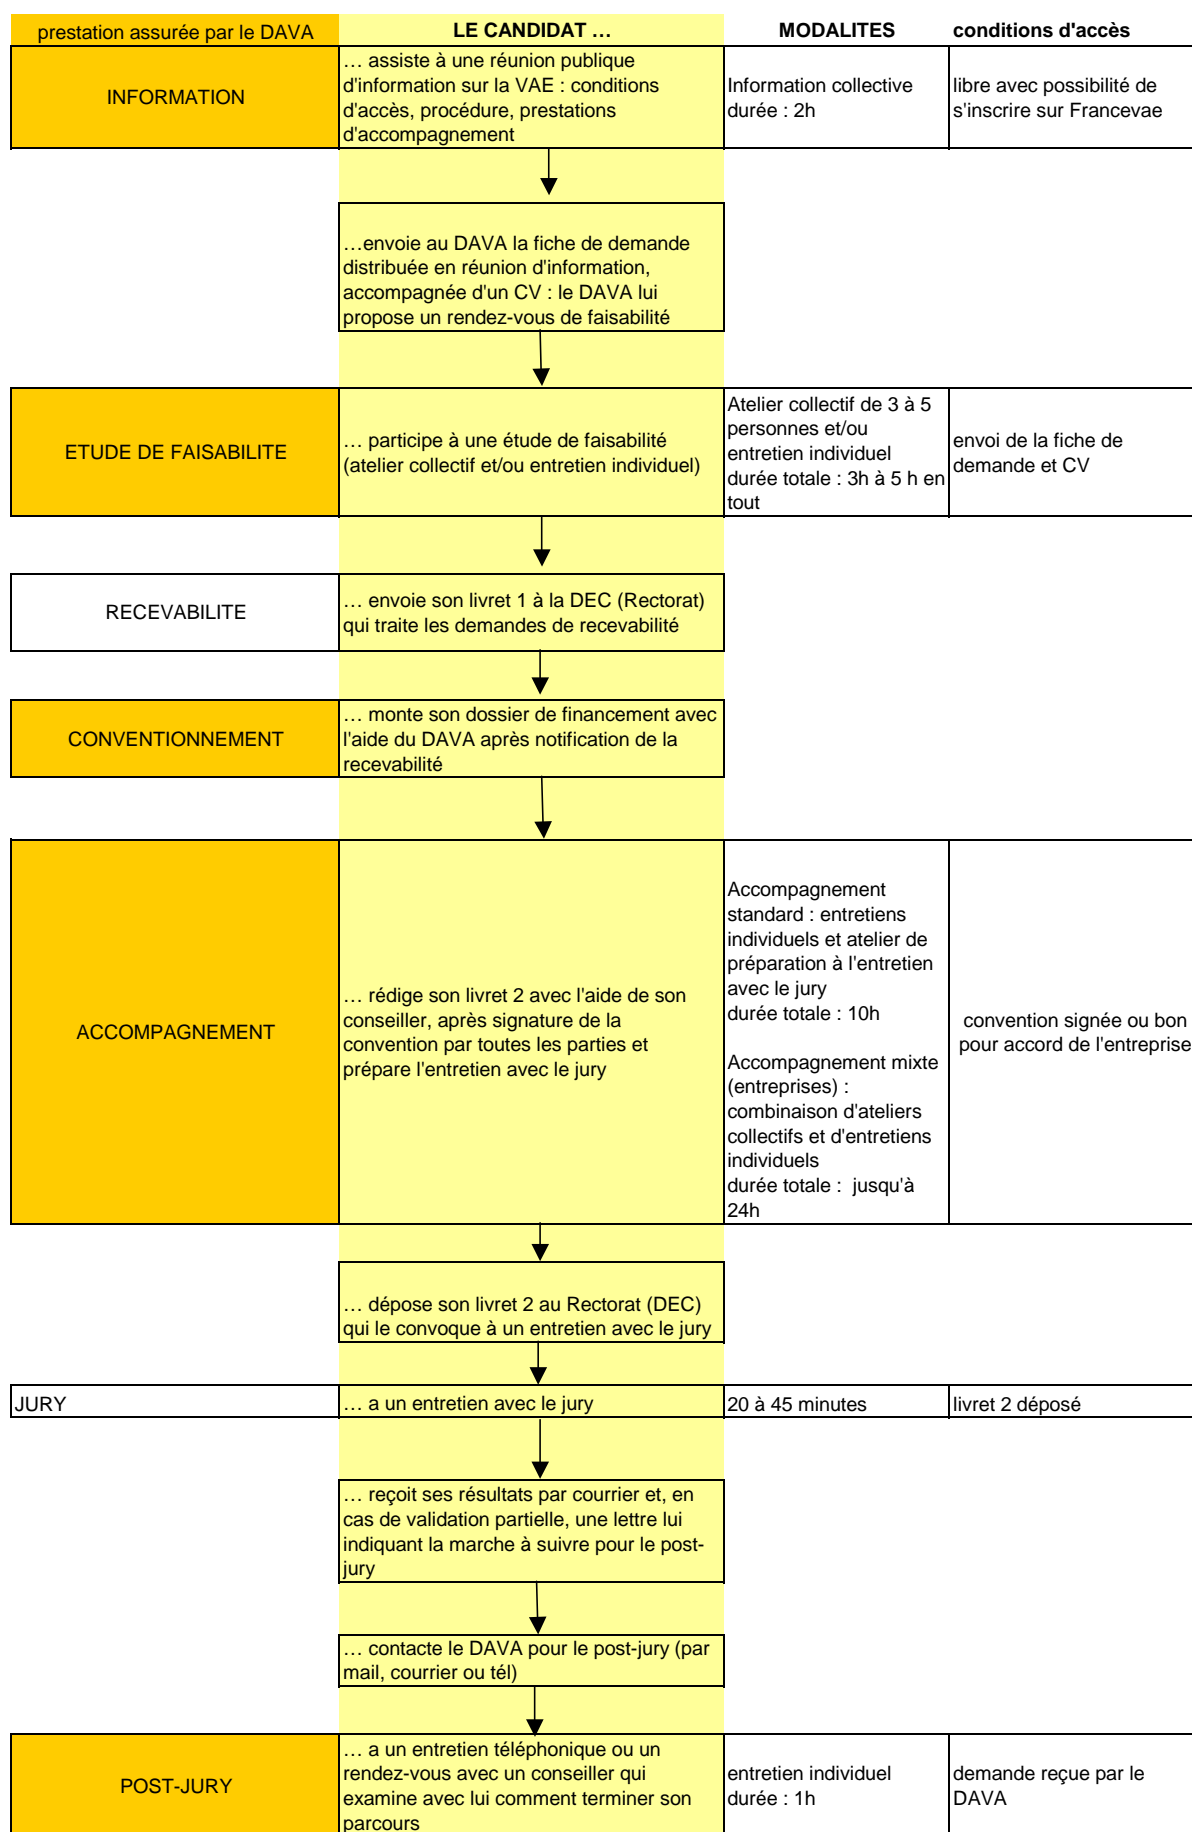 prestation assurée par le DAVA
LE CANDIDAT …
MODALITES
conditions d'accès
INFORMATION
… assiste à une réunion publique
d'information sur la VAE : conditions
d'accès, procédure, prestations
d'accompagnement
Information collective
durée : 2h
libre avec possibilité de
s'inscrire sur Francevae
…envoie au DAVA la fiche de demande
distribuée en réunion d'information,
accompagnée d'un CV : le DAVA lui
propose un rendez-vous de faisabilité
ETUDE DE FAISABILITE
… participe à une étude de faisabilité
(atelier collectif et/ou entretien individuel)
Atelier collectif de 3 à 5
personnes et/ou
entretien individuel
durée totale : 3h à 5 h en
tout
envoi de la fiche de
demande et CV
RECEVABILITE
… envoie son livret 1 à la DEC (Rectorat)
qui traite les demandes de recevabilité
CONVENTIONNEMENT
… monte son dossier de financement avec
l'aide du DAVA après notification de la
recevabilité
ACCOMPAGNEMENT
… rédige son livret 2 avec l'aide de son
conseiller, après signature de la
convention par toutes les parties et
prépare l'entretien avec le jury
Accompagnement
standard : entretiens
individuels et atelier de
préparation à l'entretien
avec le jury
durée totale : 10h
Accompagnement mixte
(entreprises) :
combinaison d'ateliers
collectifs et d'entretiens
individuels
durée totale :  jusqu'à
24h
convention signée ou bon
pour accord de l'entreprise
… dépose son livret 2 au Rectorat (DEC)
qui le convoque à un entretien avec le jury
JURY
… a un entretien avec le jury
20 à 45 minutes
livret 2 déposé
… reçoit ses résultats par courrier et, en
cas de validation partielle, une lettre lui
indiquant la marche à suivre pour le post-
jury
… contacte le DAVA pour le post-jury (par
mail, courrier ou tél)
POST-JURY
… a un entretien téléphonique ou un
rendez-vous avec un conseiller qui
examine avec lui comment terminer son
parcours
entretien individuel
durée : 1h
demande reçue par le
DAVA